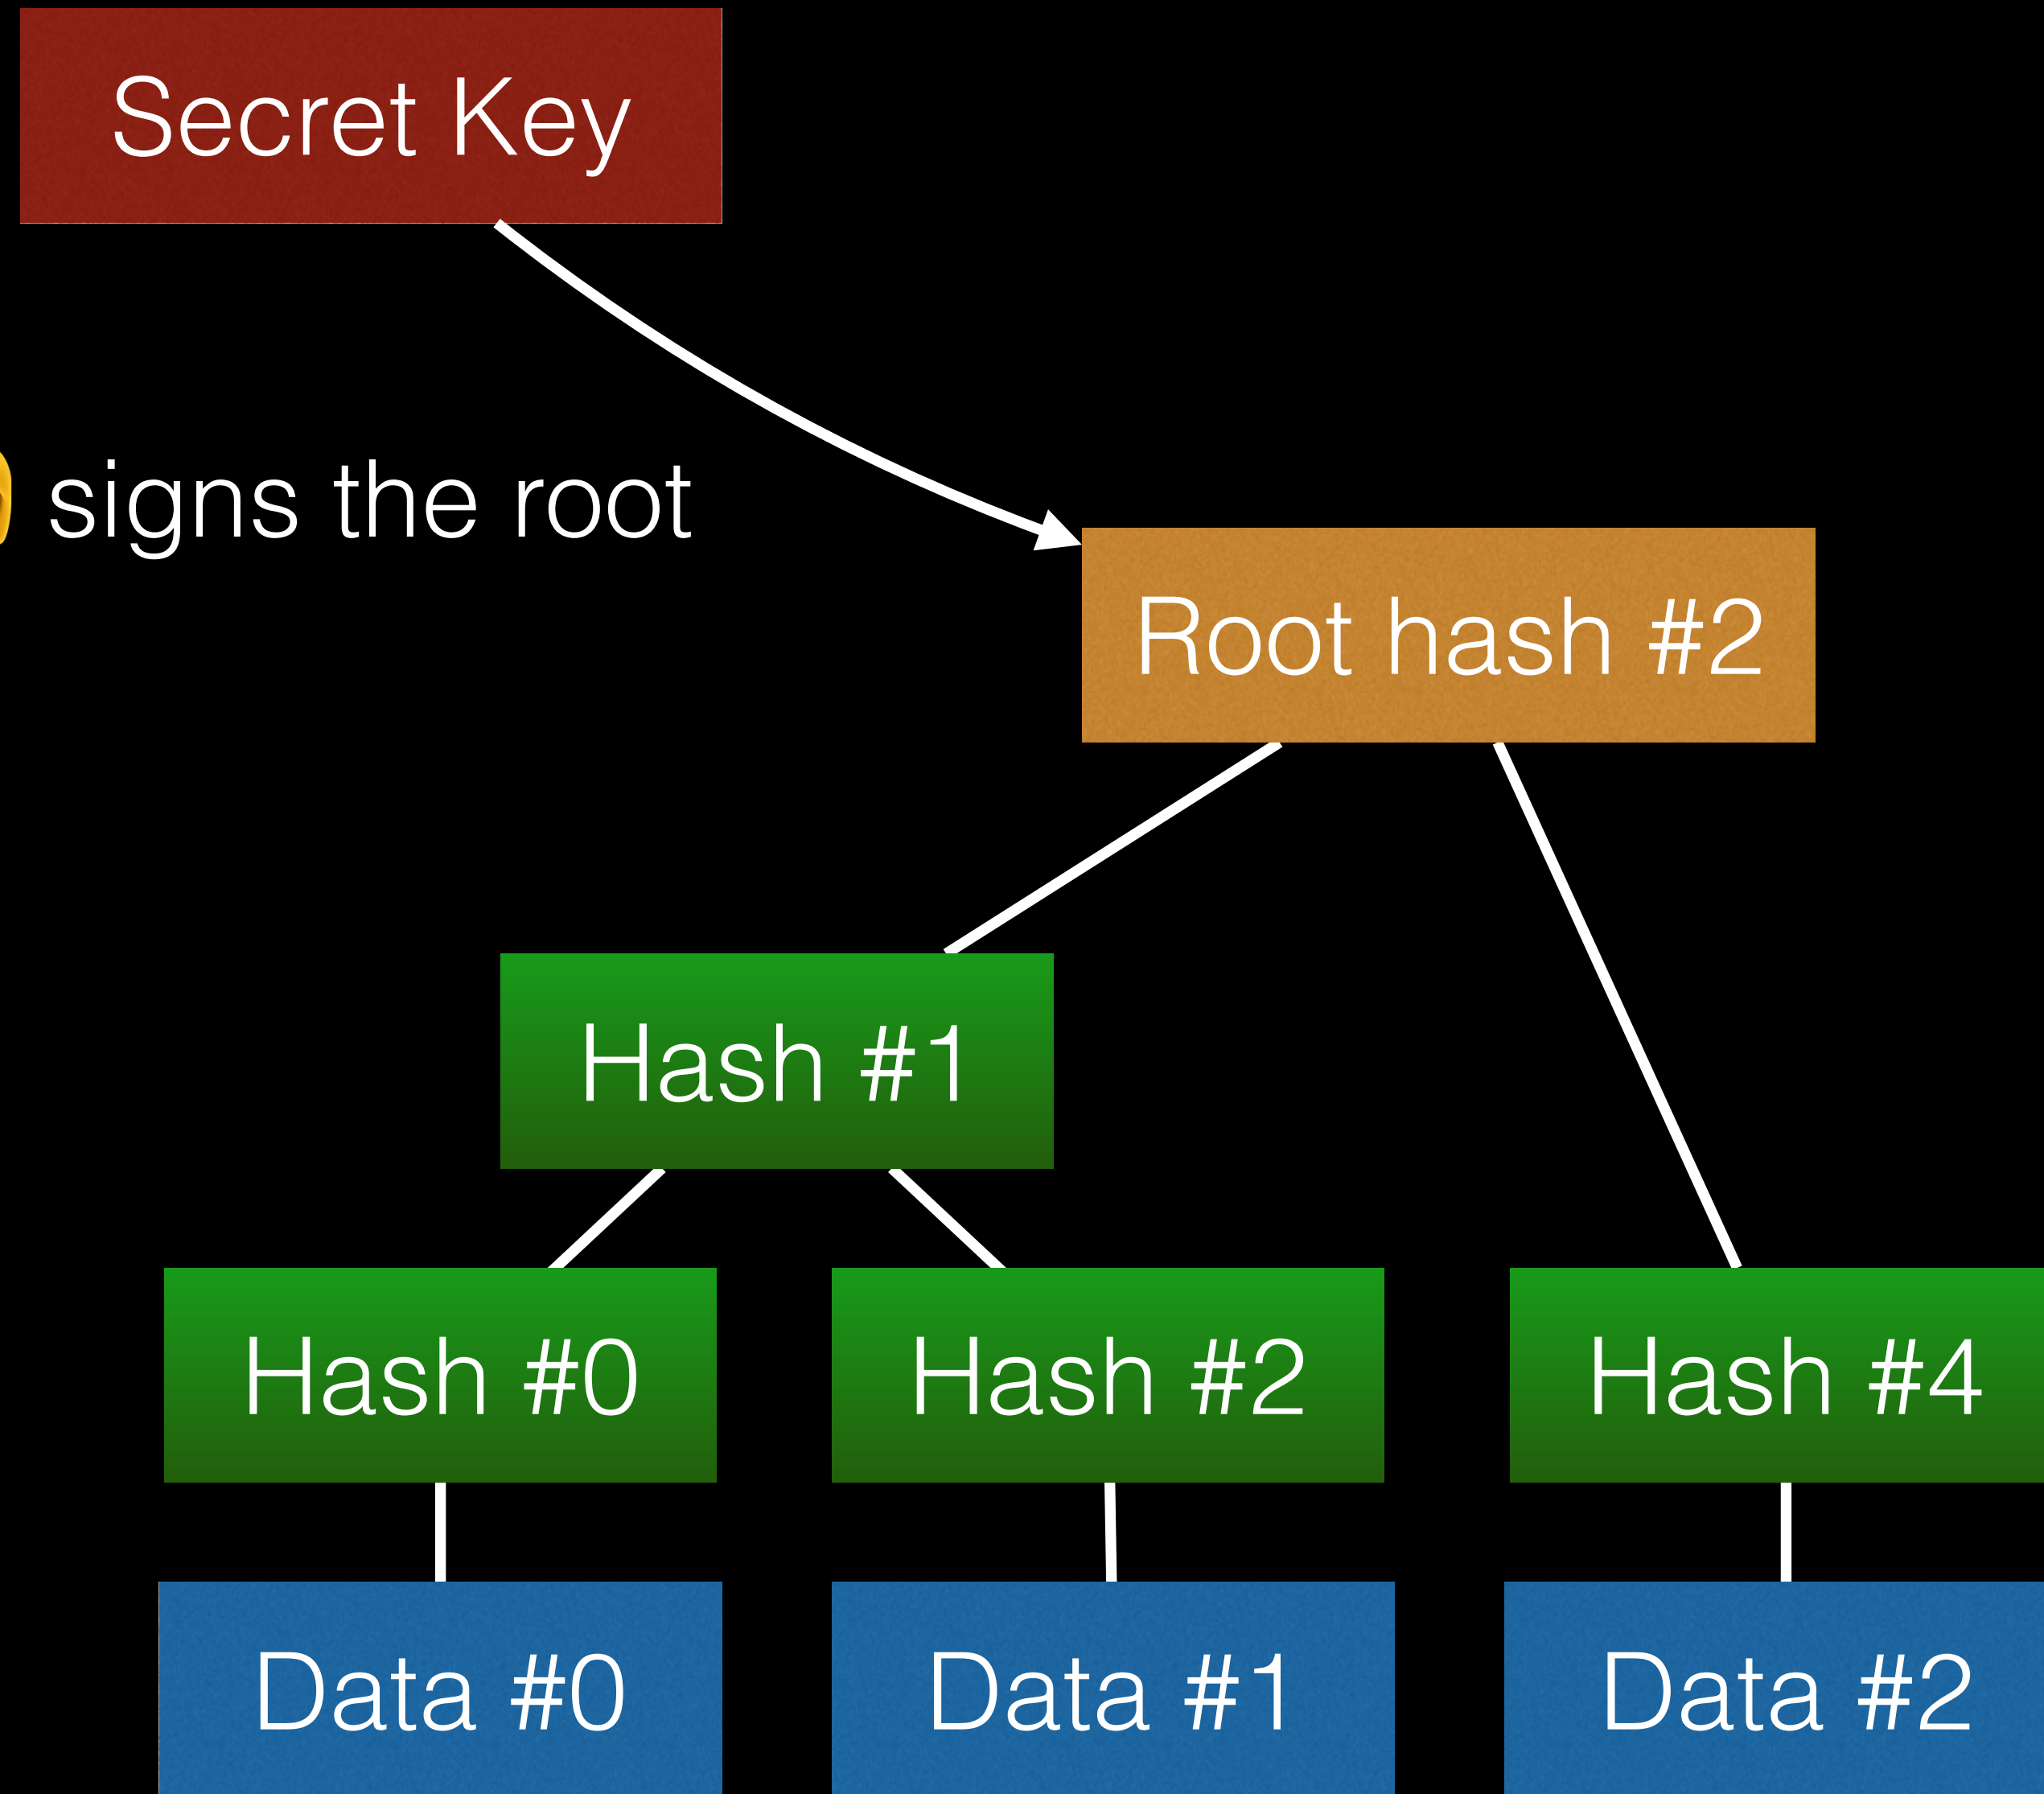 Secret Key
signs the root
Root hash #2
Hash #1
Hash #0
Hash #2
Hash #4
Data #0
Data #1
Data #2